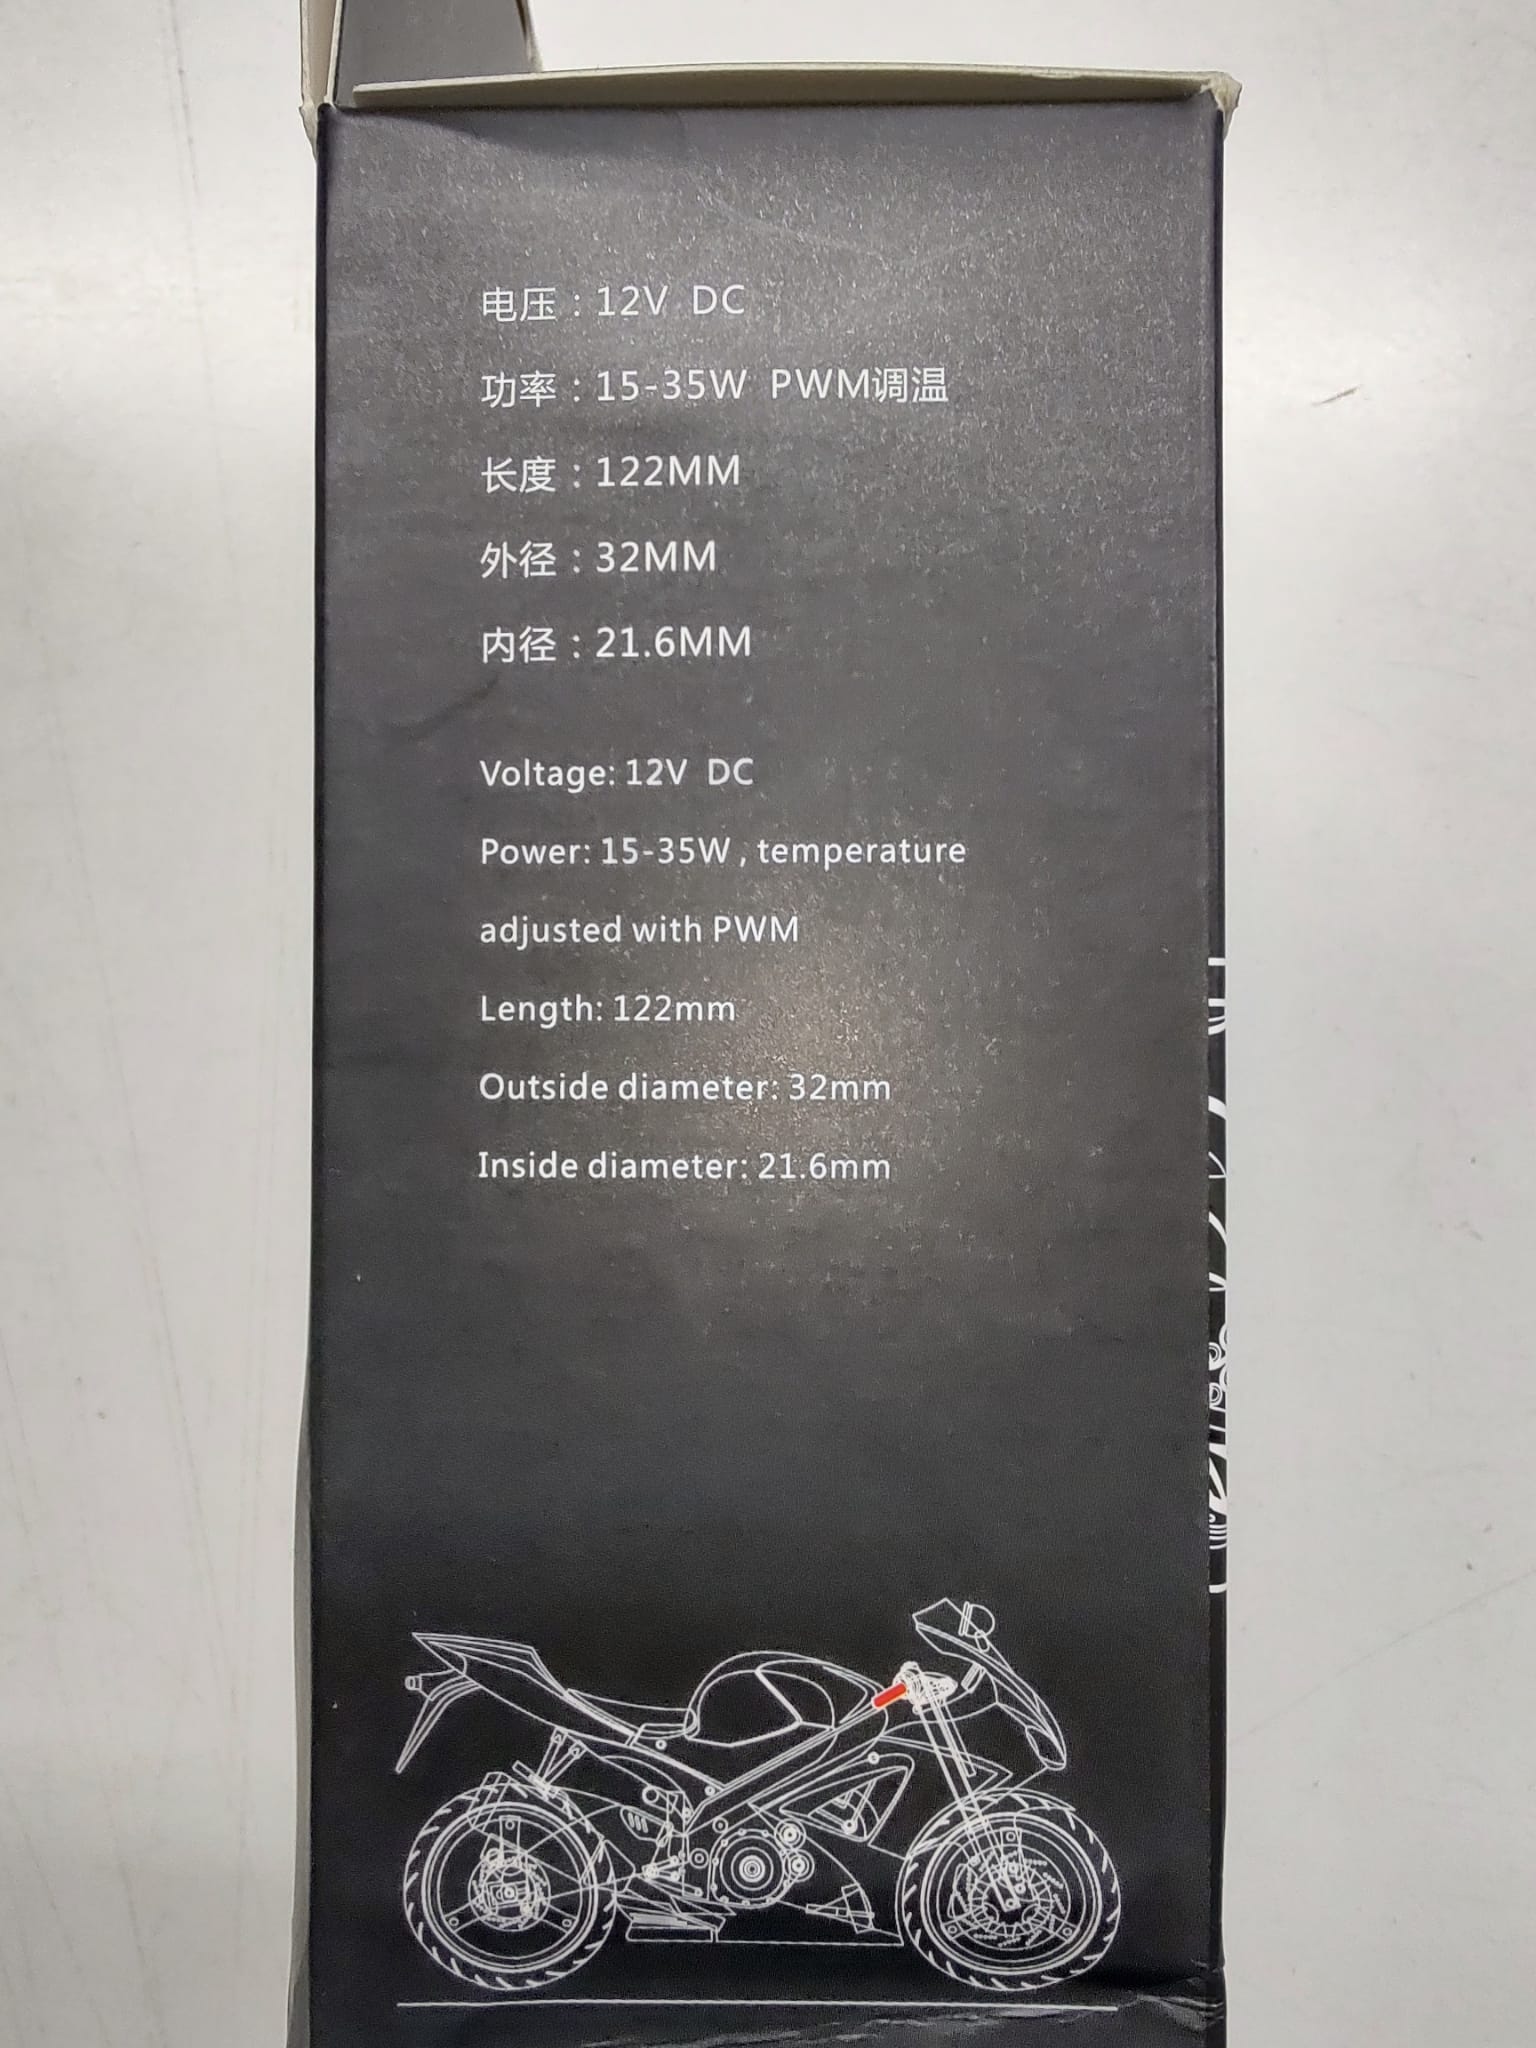 电压：12V DC
功率：15-35W PWM调温
长度：122MM
外径：32MM
内径：21.6MM
Voltage: 12V DC
Power: 15-35W , temperature
adjusted with PWM
Length: 122mm
Outside diameter: 32mm
Inside diameter: 21.6mm